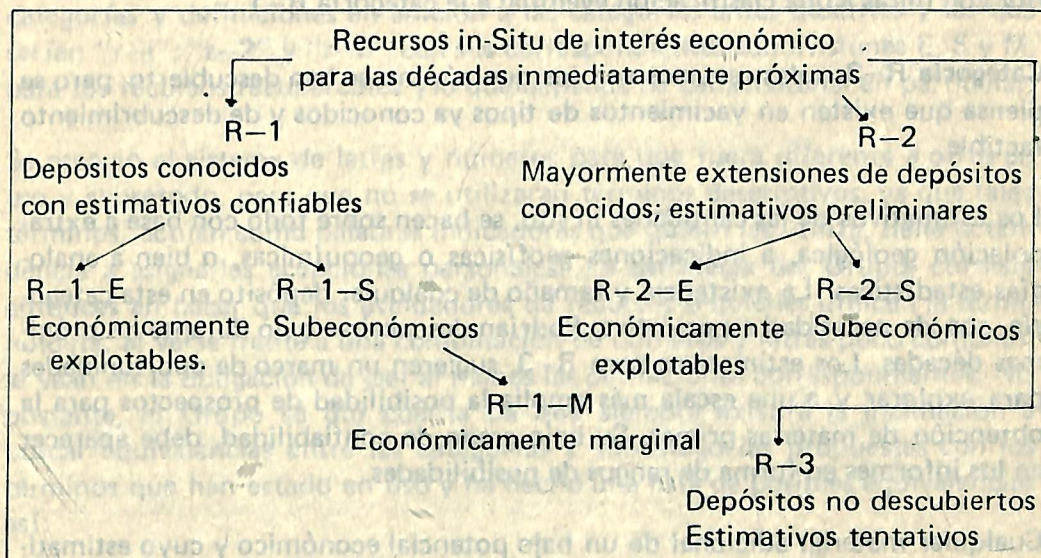 Recursos in-Situ de interés económico
para las décadas inmediatamente próximas
R—1
R—2
Depósitos conocidos
con estimativos confiables
Mayormente extensiones de depósitos
conocidos; estimativos preliminares
R—1—E
R—1—S
R—2—E
R—2—S
Económicamente
explotables.
Subeconómicos
Económicamente
explotables
Subeconómicos
R—1—M
Económicamente marginal
R—3
Depósitos no descubiertos
Estimativos tentativos